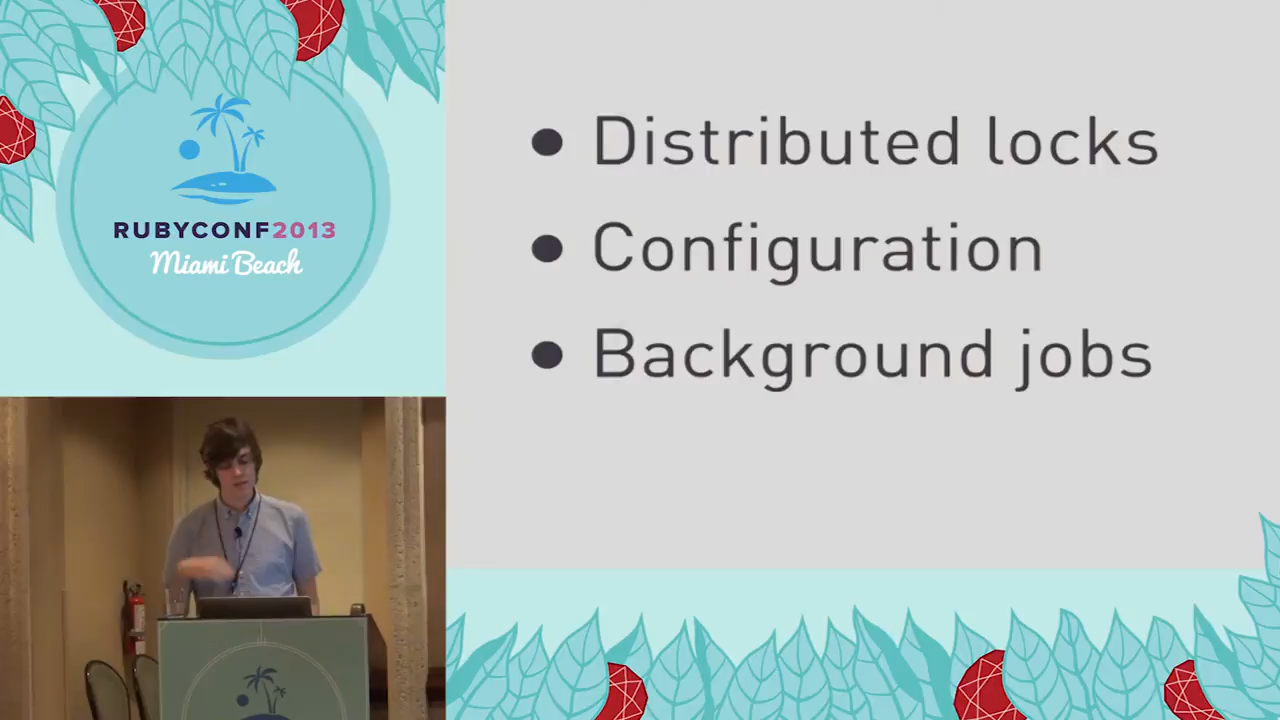 RUBYCONF2013
Miami Beach
• Distributed locks
• Configuration
• Background jobs